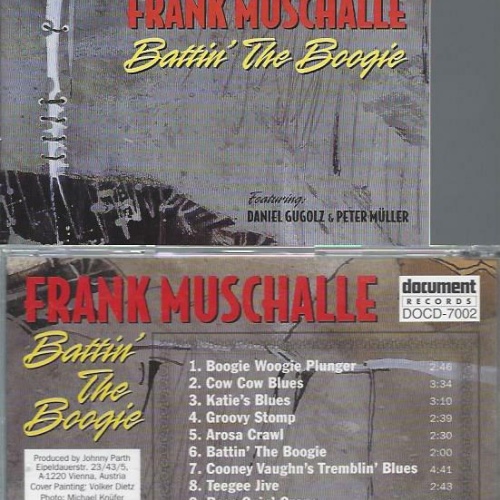 FRANK MUSCHALLE
Battin' The Boogie
Featuring:
DANIEL GUGOLZ & PETER MÜLLER
document
RECORDS
DOCD-7002
FRANK MUSCHALLE
Battin'
The
Boogie
1. Boogie Woogie Plunger 2:46
2. Cow Cow Blues 3:34
3. Katie's Blues 3:10
4. Groovy Stomp 2:39
5. Arosa Crawl 2:30
6. Battin' The Boogie 2:00
7. Cooney Vaughn's Tremblin' Blues 4:41
8. Teegee Jive 2:43
Produced by Johnny Parth
Eipeldauerstr. 23/43/5,
A-1220 Vienna, Austria
Cover Painting: Volker Dietz
Photo: Michael Knüfer